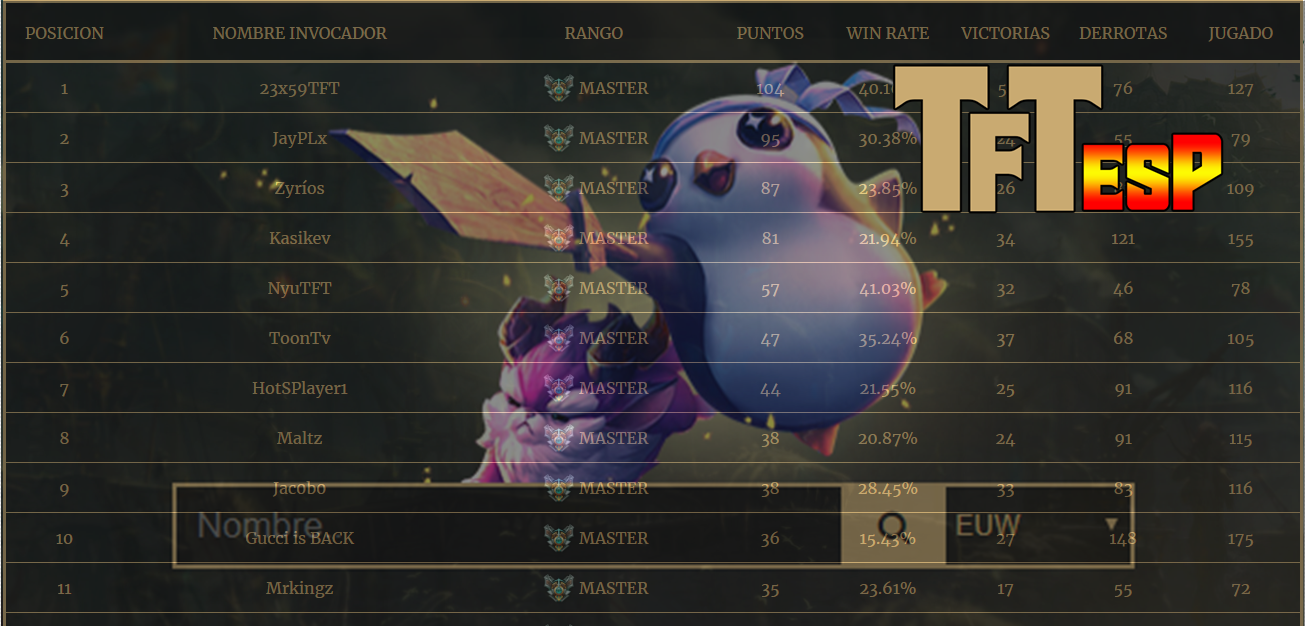 POSICION NOMBRE INVOCADOR RANGO PUNTOS WIN RATE VICTORIAS DERROTAS JUGADO
1 23x59TFT MASTER 104 76 127
2 JayPLx MASTER 95 30.38% 24 55 79
3 Zyríos MASTER 87 23.85% 26 109
TFT ESP
4 Kasikev MASTER 81 21.94% 34 121 155
5 NyuTFT MASTER 57 41.03% 32 46 78
6 ToonTv MASTER 47 35.24% 37 68 105
7 HotSPlayer1 MASTER 44 21.55% 25 91 116
8 Maltz MASTER 38 20.87% 24 91 115
9 Jacobo MASTER 38 28.45% 33 83 116
Nombre EUW
10 Gucci is BACK MASTER 36 15.43% 27 148 175
11 Mrkingz MASTER 35 23.61% 17 55 72